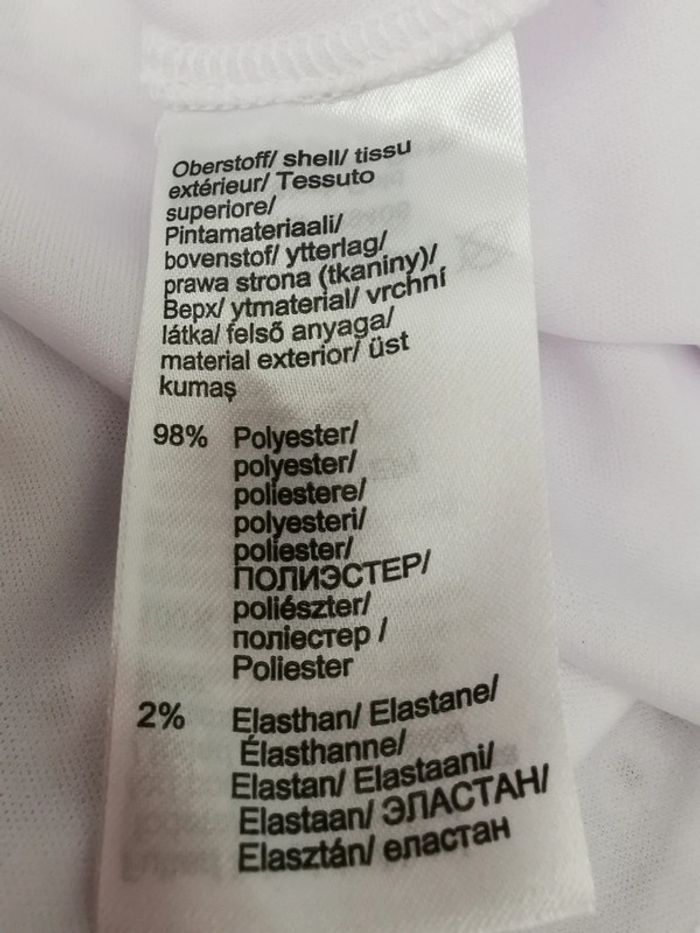 Oberstoff/ shell/ tissu
extérieur/ Tessuto
superiore/
Pintamateriaali/
bovenstof/ ytterlag/
prawa strona (tkaniny)/
Верх/ ytmaterial/ vrchní
látka/ felső anyaga/
material exterior/ üst
kumaş
98% Polyester/
polyester/
poliestere/
polyesteri/
poliester/
ПОЛИЭСТЕР/
poliészter/
поліестер /
Poliester
2% Elasthan/ Elastane/
Élasthanne/
Elastan/ Elastaani/
Elastaan/ ЭЛАСТАН/
Elasztán/ еластан